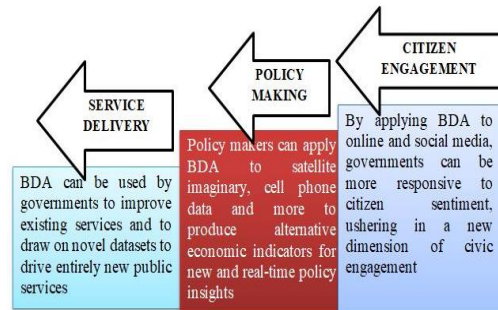 SERVICE
DELIVERY
BDA can be used by
governments to improve
existing services and to
draw on novel datasets to
drive entirely new public
services
POLICY
MAKING
Policy makers can apply
BDA to satellite
imaginary, cell phone
data and more to
produce alternative
economic indicators for
new and real-time policy
insights
CITIZEN
ENGAGEMENT
By applying BDA to
online and social media,
governments can be
more responsive to
citizen sentiment,
ushering in a new
dimension of civic
engagement